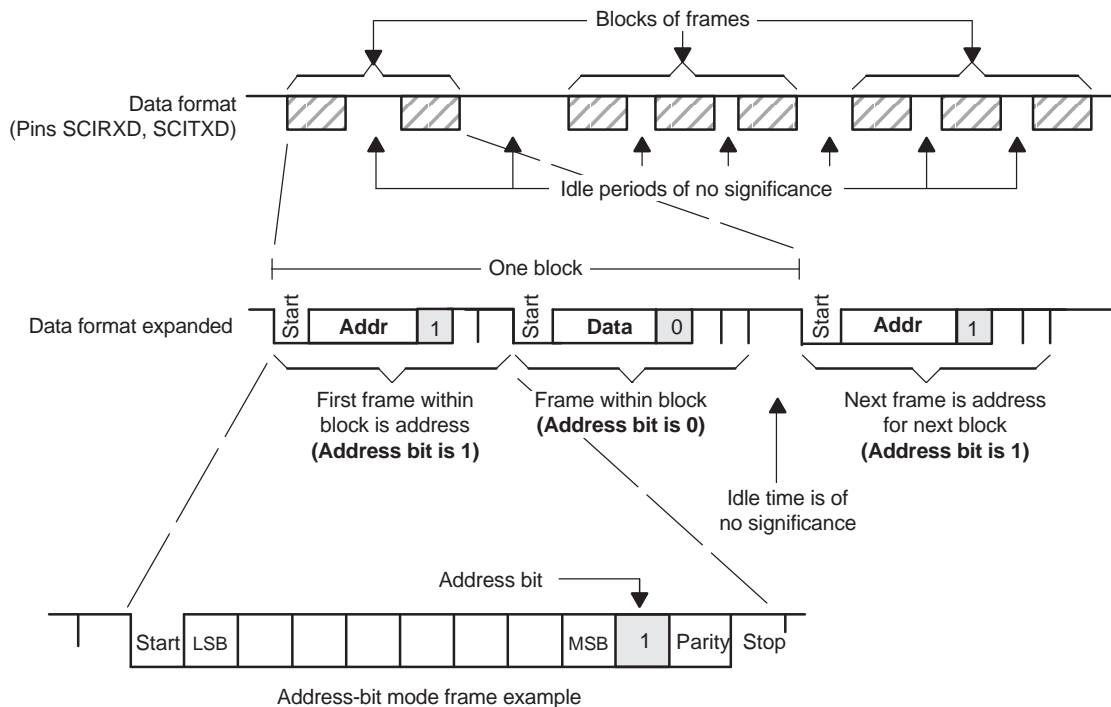 Blocks of frames
Data format
(Pins SCIRXD, SCITXD)
Idle periods of no significance
One block
Data format expanded
Start
Addr
1
Start
Data
0
Start
Addr
1
First frame within
block is address
(Address bit is 1)
Frame within block
(Address bit is 0)
Next frame is address
for next block
(Address bit is 1)
Idle time is of
no significance
Address bit
Start
LSB
MSB
1
Parity
Stop
Address-bit mode frame example